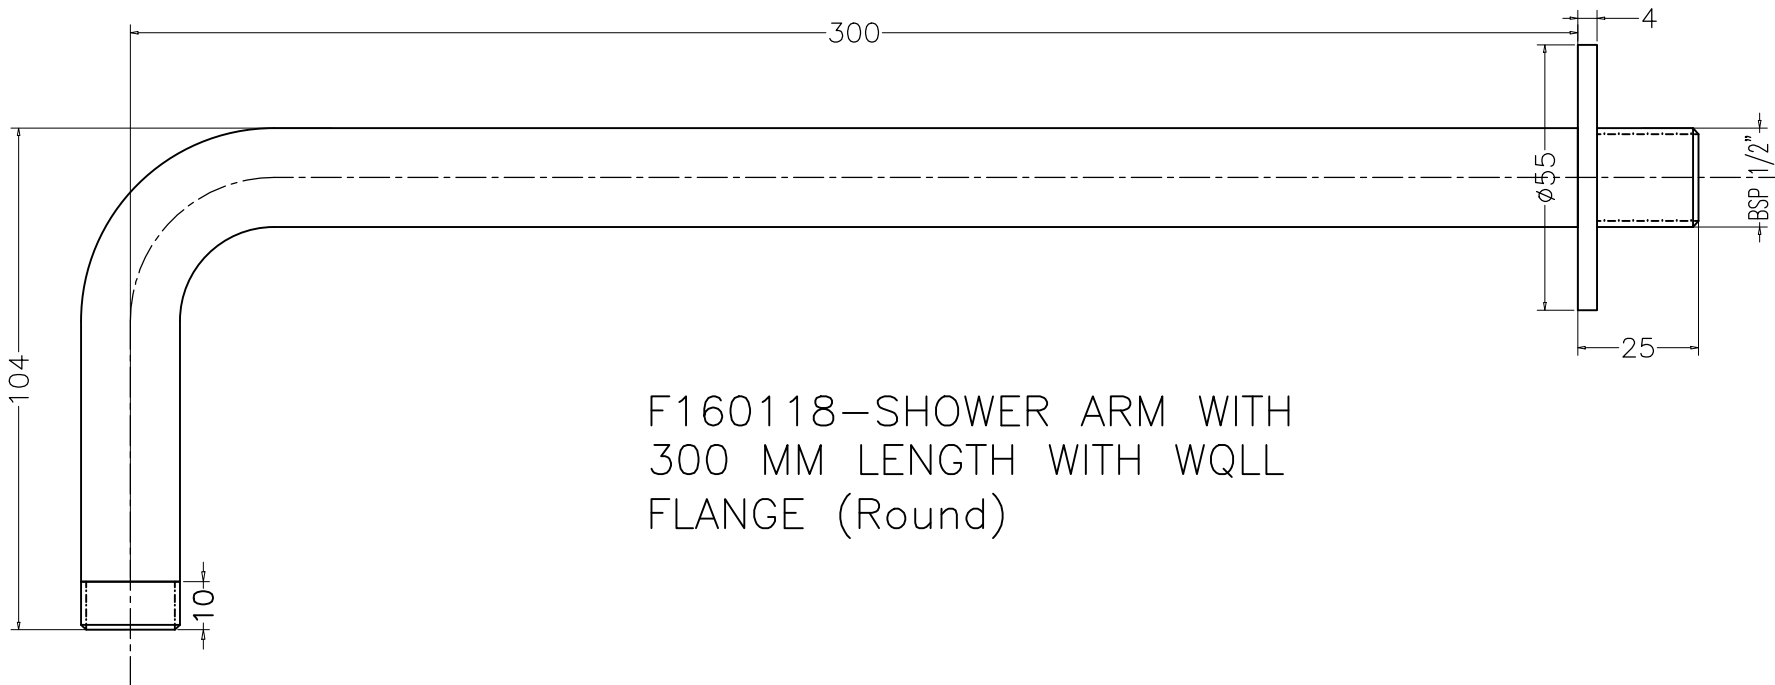 300
4
ø55
BSP 1/2"
104
25
F160118-SHOWER ARM WITH
300 MM LENGTH WITH WQLL
FLANGE (Round)
10